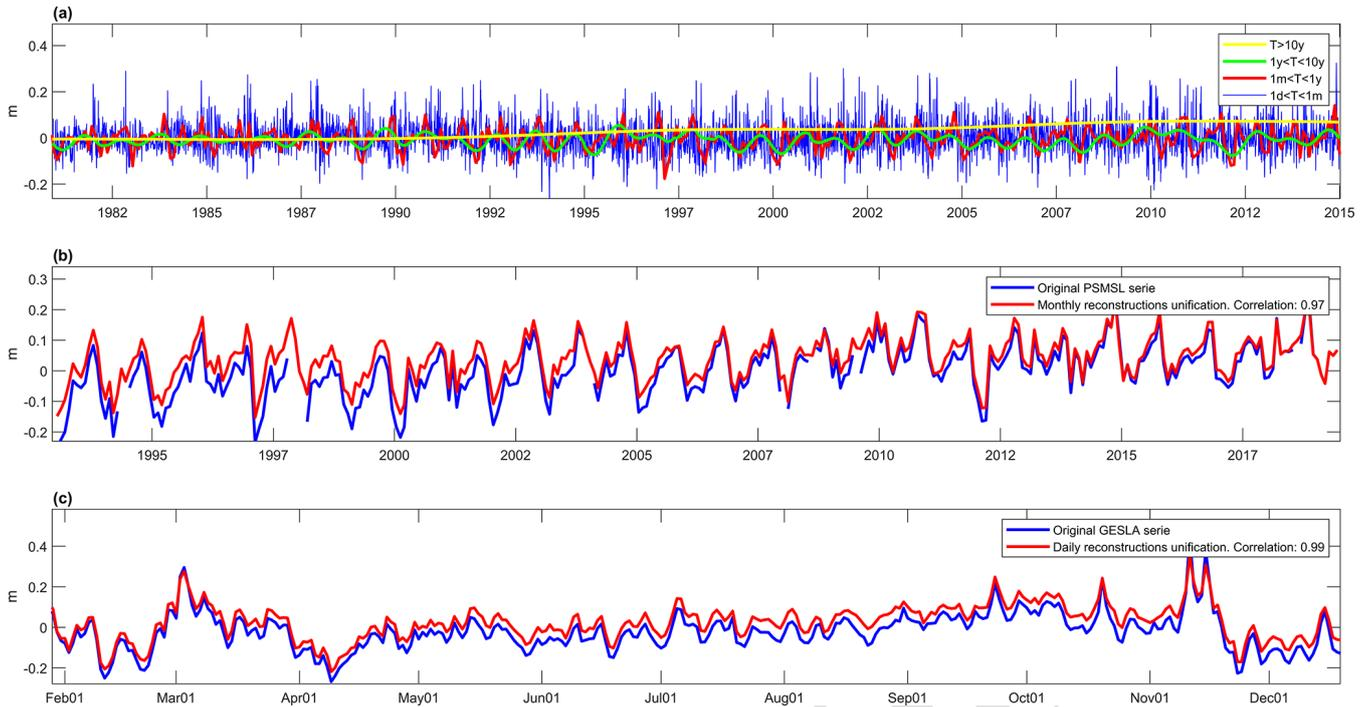 (a)
0.4
0.2
0
-0.2
m
T>10y
1y<T<10y
1m<T<1y
1d<T<1m
1982 1985 1987 1990 1992 1995 1997 2000 2002 2005 2007 2010 2012 2015
(b)
0.3
0.2
0.1
0
-0.1
-0.2
m
Original PSMSL serie
Monthly reconstructions unification. Correlation: 0.97
1995 1997 2000 2002 2005 2007 2010 2012 2015 2017
(c)
0.4
0.2
0
-0.2
m
Original GESLA serie
Daily reconstructions unification. Correlation: 0.99
Feb01 Mar01 Apr01 May01 Jun01 Jul01 Aug01 Sep01 Oct01 Nov01 Dec01